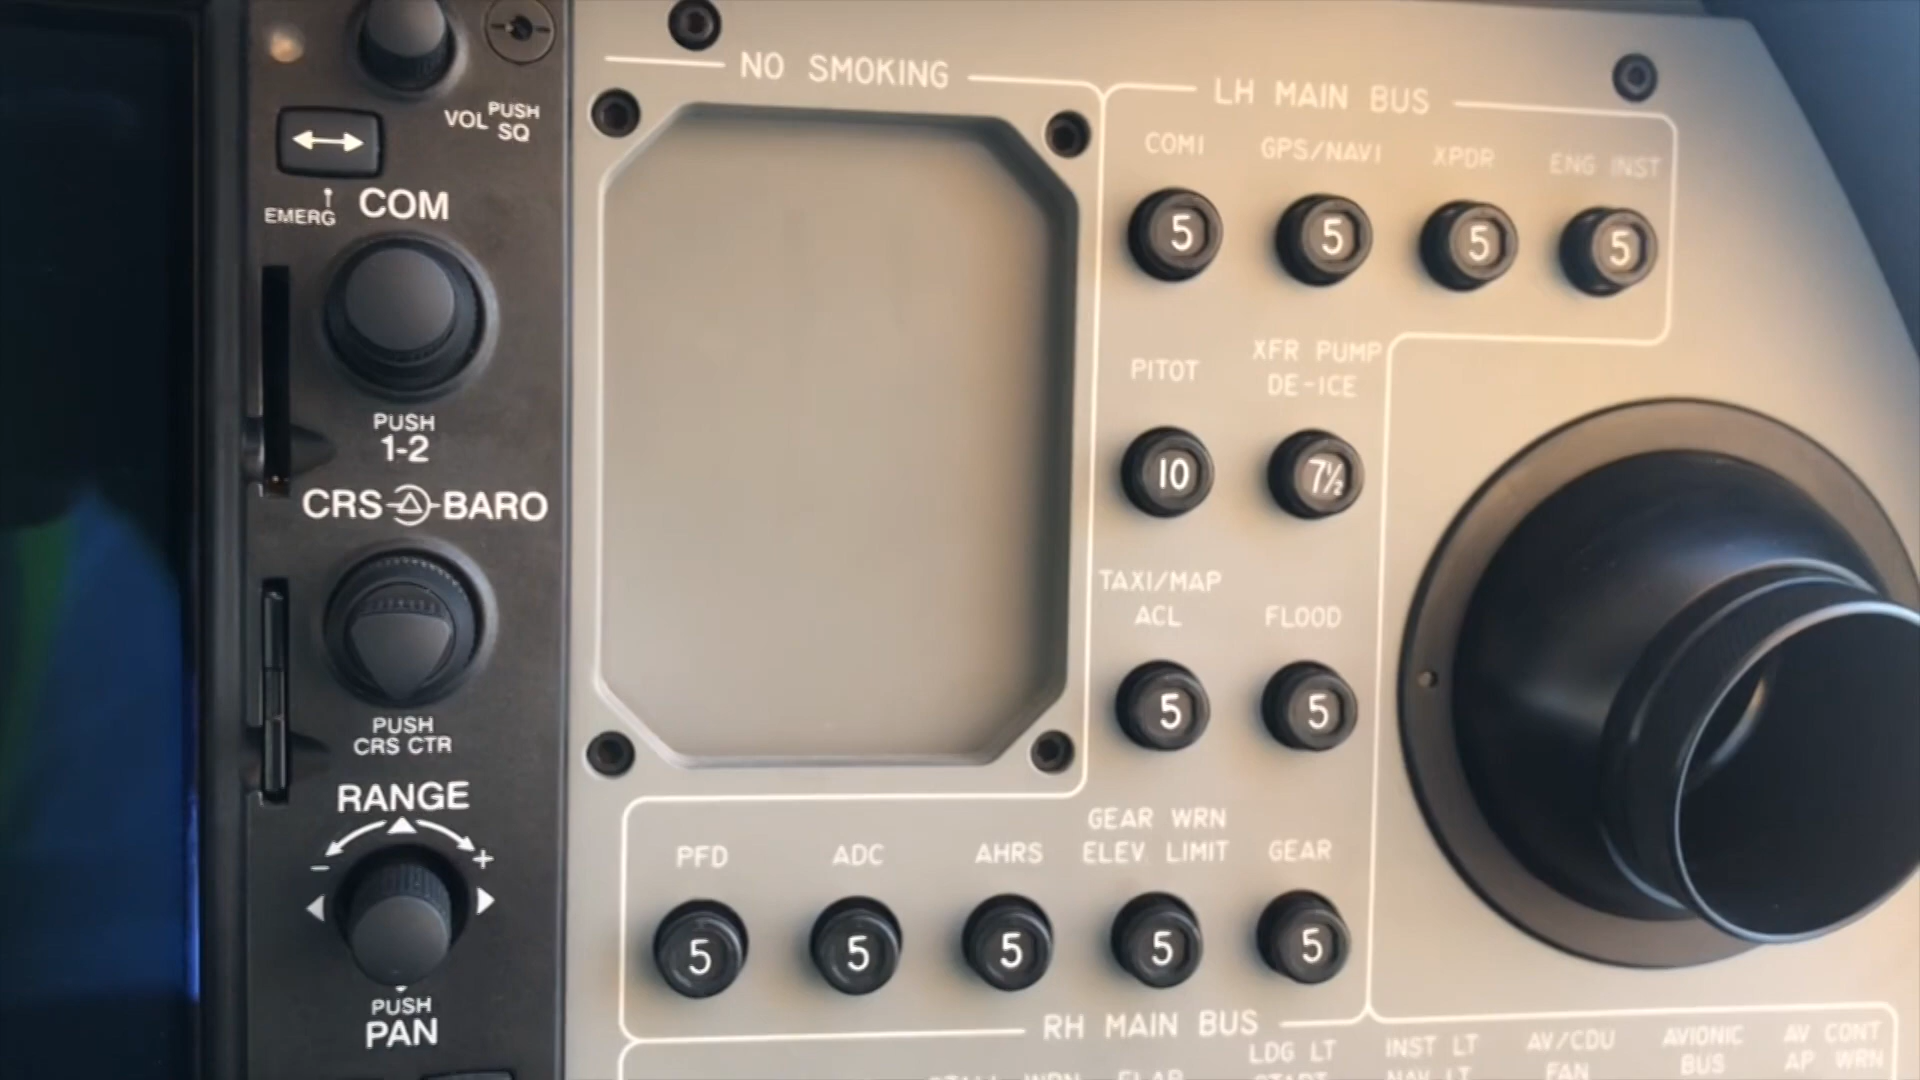 VOL PUSH SQ
EMERG
COM
PUSH
1-2
CRS BARO
PUSH
CRS CTR
RANGE
- +
PUSH
PAN
NO SMOKING
LH MAIN BUS
COM1 GPS/NAV1 XPDR ENG INST
5 5 5 5
PITOT
XFR PUMP
DE-ICE
10 7½
TAXI/MAP
ACL
FLOOD
5 5
PFD ADC AHRS
GEAR WRN
ELEV LIMIT
GEAR
5 5 5 5 5
RH MAIN BUS
LDG LT
INST LT
NAV LT
AV/CDU
FAN
AVIONIC
BUS
AV CONT
AP WRN